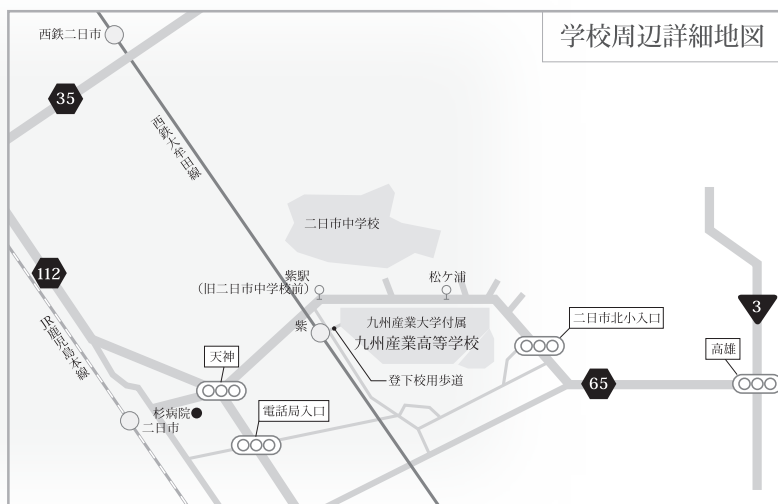 学校周辺詳細地図
西鉄二日市
35
西鉄大牟田線
二日市中学校
112
紫駅
(旧二日市中学校前)
松ケ浦
3
二日市北小入口
紫
九州産業大学付属
九州産業高等学校
JR鹿児島本線
天神
高雄
登下校用歩道
65
杉病院
二日市
電話局入口